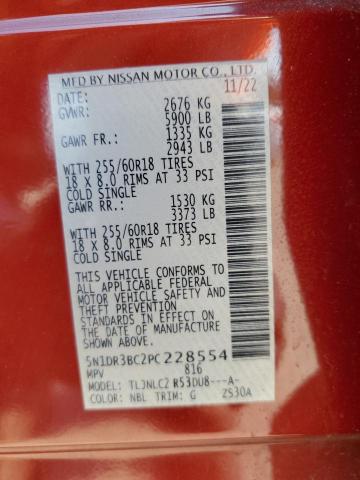 MFD BY NISSAN MOTOR CO., LTD.
DATE: 11/22
GVWR: 2676 KG
5900 LB
GAWR FR.: 1335 KG
2943 LB
WITH 255/60R18 TIRES
18 X 8.0 RIMS AT 33 PSI
COLD SINGLE
GAWR RR.: 1530 KG
3373 LB
WITH 255/60R18 TIRES
18 X 8.0 RIMS AT 33 PSI
COLD SINGLE
THIS VEHICLE CONFORMS TO
ALL APPLICABLE FEDERAL
MOTOR VEHICLE SAFETY AND
THEFT PREVENTION
STANDARDS IN EFFECT ON
THE DATE OF MANUFACTURE
SHOWN ABOVE.
5N1DR3BC2PC228554
MPV 816
MODEL: TLJNLC2 R53DU8---A-
COLOR: NBL TRIM: G ZS30A